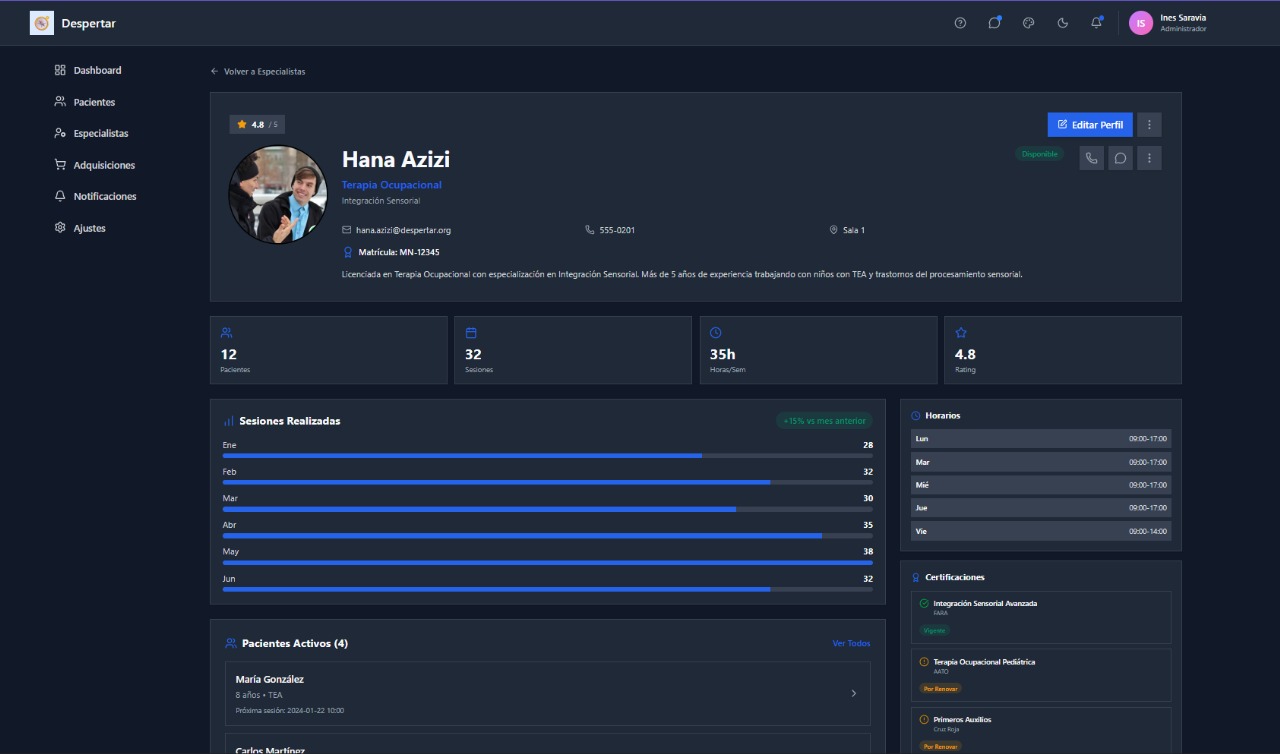 Despertar
IS
Ines Saravia
Administrador
Dashboard
Pacientes
Especialistas
Adquisiciones
Notificaciones
Ajustes
Volver a Especialistas
4.8 / 5
Editar Perfil
Hana Azizi
Disponible
Terapia Ocupacional
Integración Sensorial
hana.azizi@despertar.org
555-0201
Sala 1
Matrícula: MN-12345
Licenciada en Terapia Ocupacional con especialización en Integración Sensorial. Más de 5 años de experiencia trabajando con niños con TEA y trastornos del procesamiento sensorial.
12
Pacientes
32
Sesiones
35h
Horas/Sem
4.8
Rating
Sesiones Realizadas
+15% vs mes anterior
Ene 28
Feb 32
Mar 30
Abr 35
May 38
Jun 32
Horarios
Lun 09:00-17:00
Mar 09:00-17:00
Mié 09:00-17:00
Jue 09:00-17:00
Vie 09:00-14:00
Certificaciones
Integración Sensorial Avanzada
FARA
Vigente
Terapia Ocupacional Pediátrica
AATO
Por Renovar
Primeros Auxilios
Cruz Roja
Por Renovar
Pacientes Activos (4)
Ver Todos
María González
8 años • TEA
Próxima sesión: 2024-01-22 10:00
Carlos Martínez